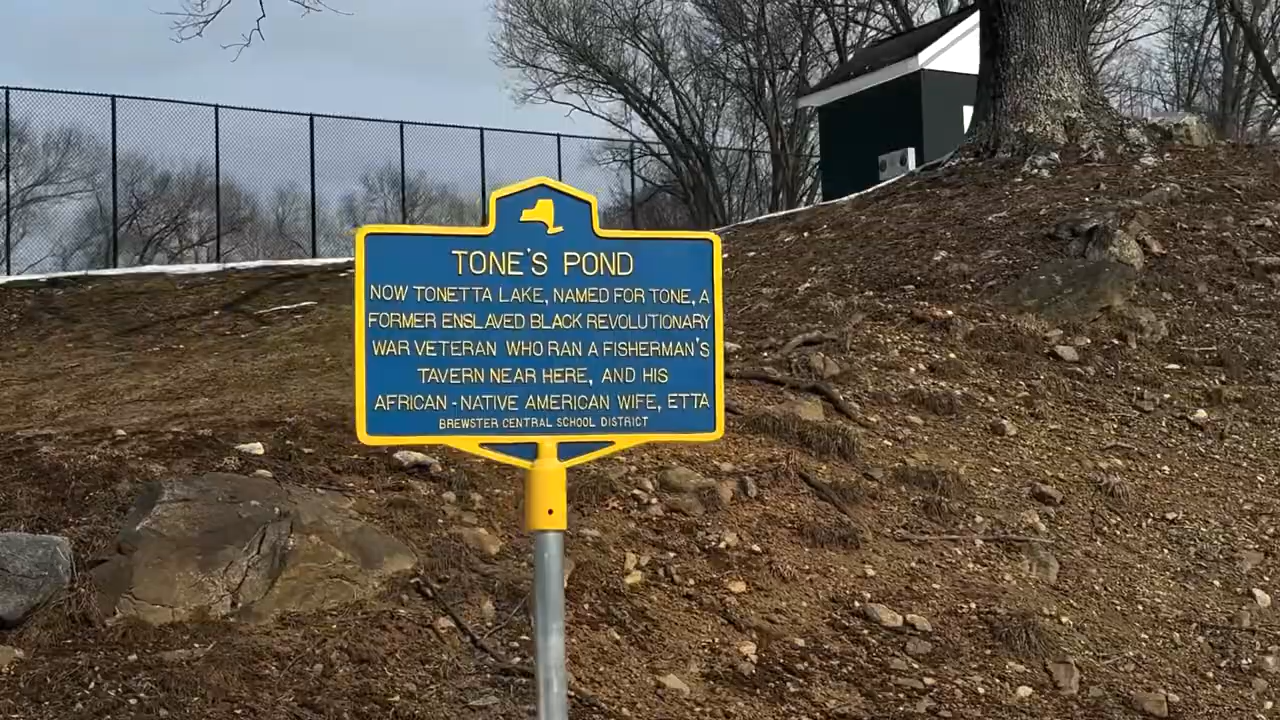 TONE'S POND
NOW TONETTA LAKE, NAMED FOR TONE, A
FORMER ENSLAVED BLACK REVOLUTIONARY
WAR VETERAN WHO RAN A FISHERMAN'S
TAVERN NEAR HERE, AND HIS
AFRICAN-NATIVE AMERICAN WIFE, ETTA
BREWSTER CENTRAL SCHOOL DISTRICT